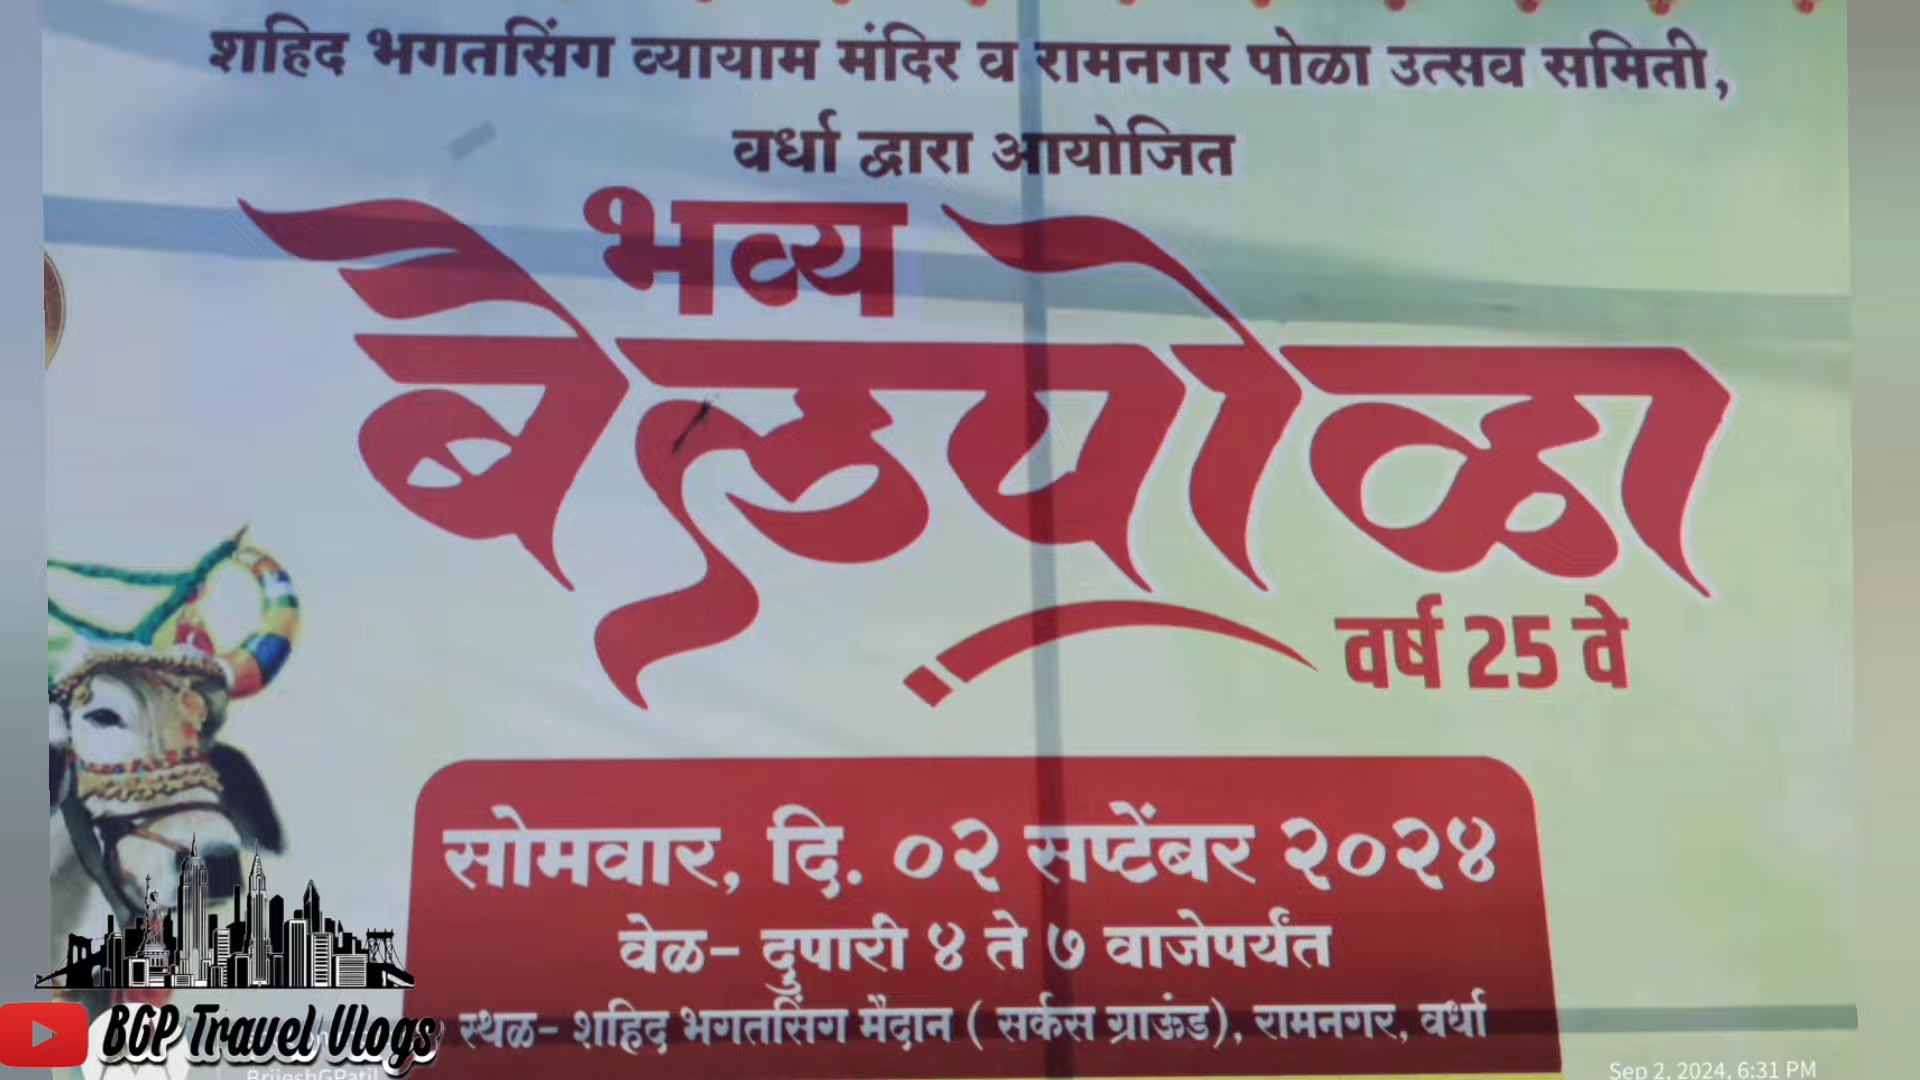 शहिद भगतसिंग व्यायाम मंदिर व रामनगर पोळा उत्सव समिती,
वर्धा द्वारा आयोजित
भव्य
बैलपोळा
वर्ष 25 वे
सोमवार, दि. ०२ सप्टेंबर २०२४
वेळ- दुपारी ४ ते ७ वाजेपर्यंत
स्थळ- शहिद भगतसिंग मैदान ( सर्कस ग्राऊंड), रामनगर, वर्धा
BGP Travel Vlogs
BrijeshGPatil
Sep 2, 2024, 6:31 PM